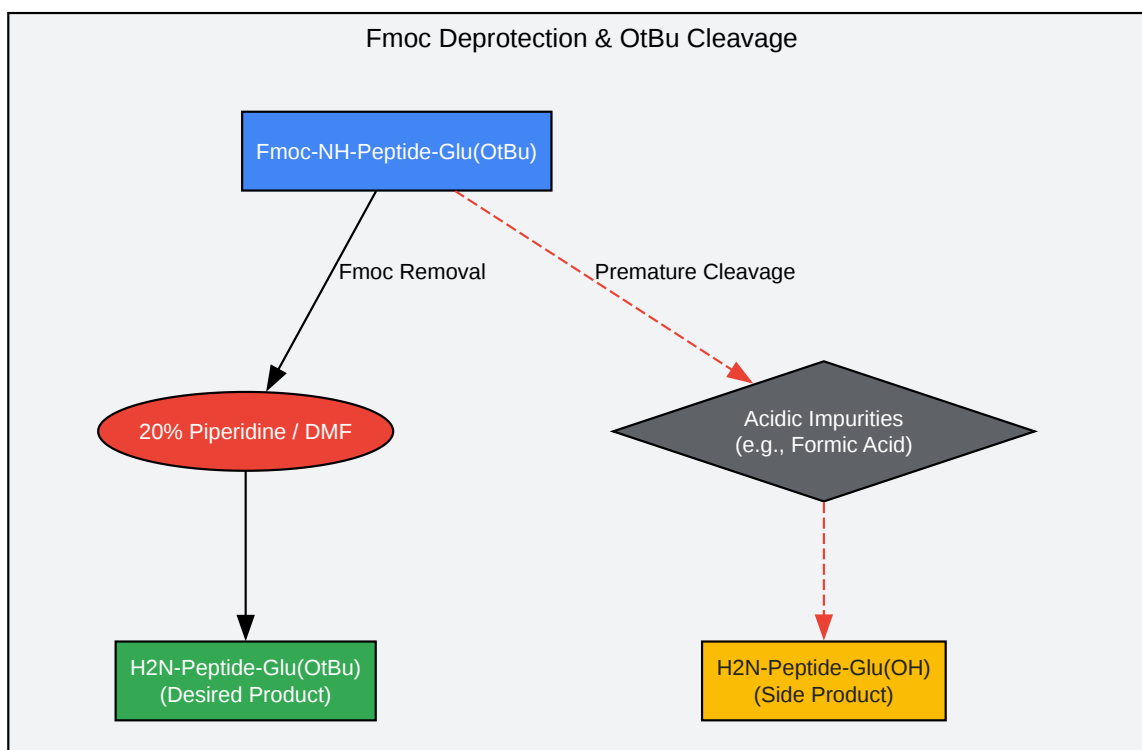 Fmoc Deprotection & OtBu Cleavage
Fmoc-NH-Peptide-Glu(OtBu)
Fmoc Removal
Premature Cleavage
20% Piperidine / DMF
Acidic Impurities
(e.g., Formic Acid)
H2N-Peptide-Glu(OtBu)
(Desired Product)
H2N-Peptide-Glu(OH)
(Side Product)